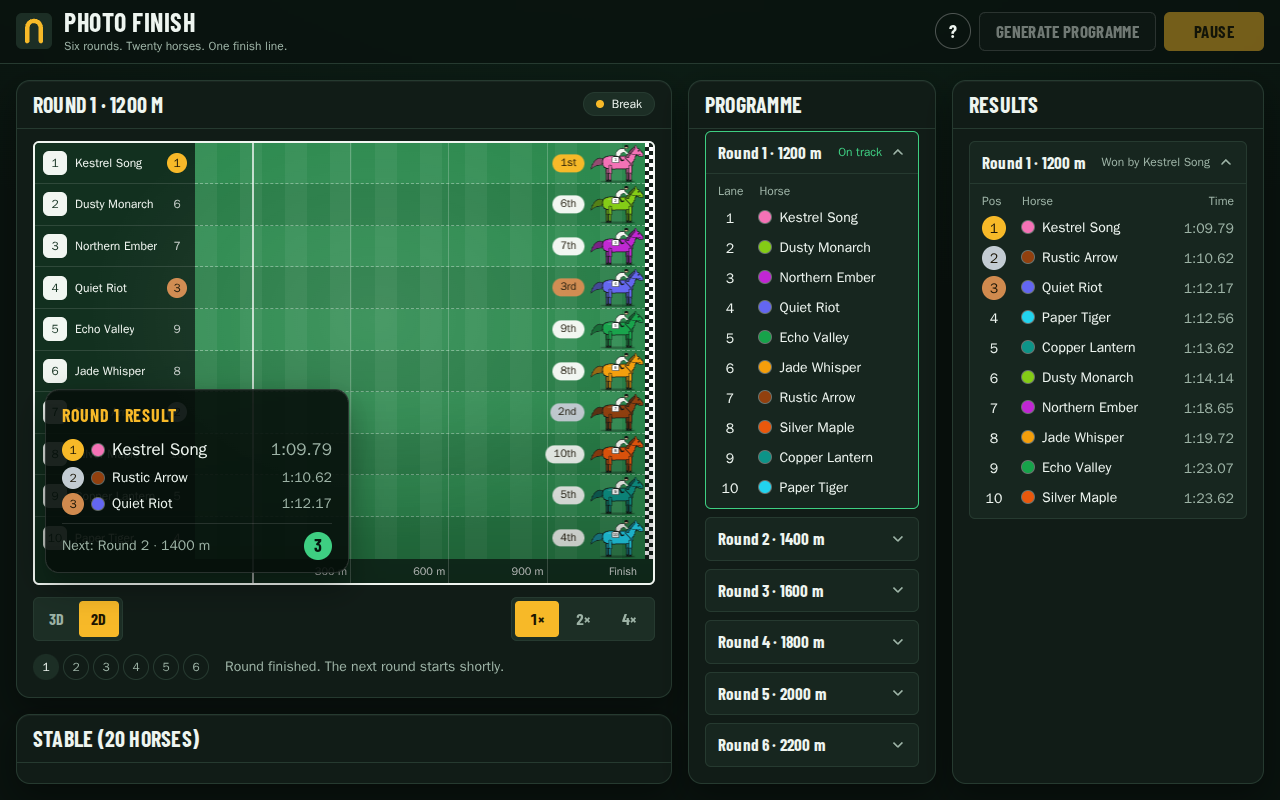 PHOTO FINISH
Six rounds. Twenty horses. One finish line.
?
GENERATE PROGRAMME
PAUSE
ROUND 1 · 1200 M
Break
1 Kestrel Song 1 1st
2 Dusty Monarch 6 6th
3 Northern Ember 7 7th
4 Quiet Riot 3 3rd
5 Echo Valley 9 9th
6 Jade Whisper 8 8th
2nd
10th
5th
4th
ROUND 1 RESULT
1 Kestrel Song 1:09.79
2 Rustic Arrow 1:10.62
3 Quiet Riot 1:12.17
Next: Round 2 · 1400 m 3
300 m 600 m 900 m Finish
3D 2D
1× 2× 4×
1 2 3 4 5 6 Round finished. The next round starts shortly.
STABLE (20 HORSES)
PROGRAMME
Round 1 · 1200 m On track
Lane Horse
1 Kestrel Song
2 Dusty Monarch
3 Northern Ember
4 Quiet Riot
5 Echo Valley
6 Jade Whisper
7 Rustic Arrow
8 Silver Maple
9 Copper Lantern
10 Paper Tiger
Round 2 · 1400 m
Round 3 · 1600 m
Round 4 · 1800 m
Round 5 · 2000 m
Round 6 · 2200 m
RESULTS
Round 1 · 1200 m Won by Kestrel Song
Pos Horse Time
1 Kestrel Song 1:09.79
2 Rustic Arrow 1:10.62
3 Quiet Riot 1:12.17
4 Paper Tiger 1:12.56
5 Copper Lantern 1:13.62
6 Dusty Monarch 1:14.14
7 Northern Ember 1:18.65
8 Jade Whisper 1:19.72
9 Echo Valley 1:23.07
10 Silver Maple 1:23.62